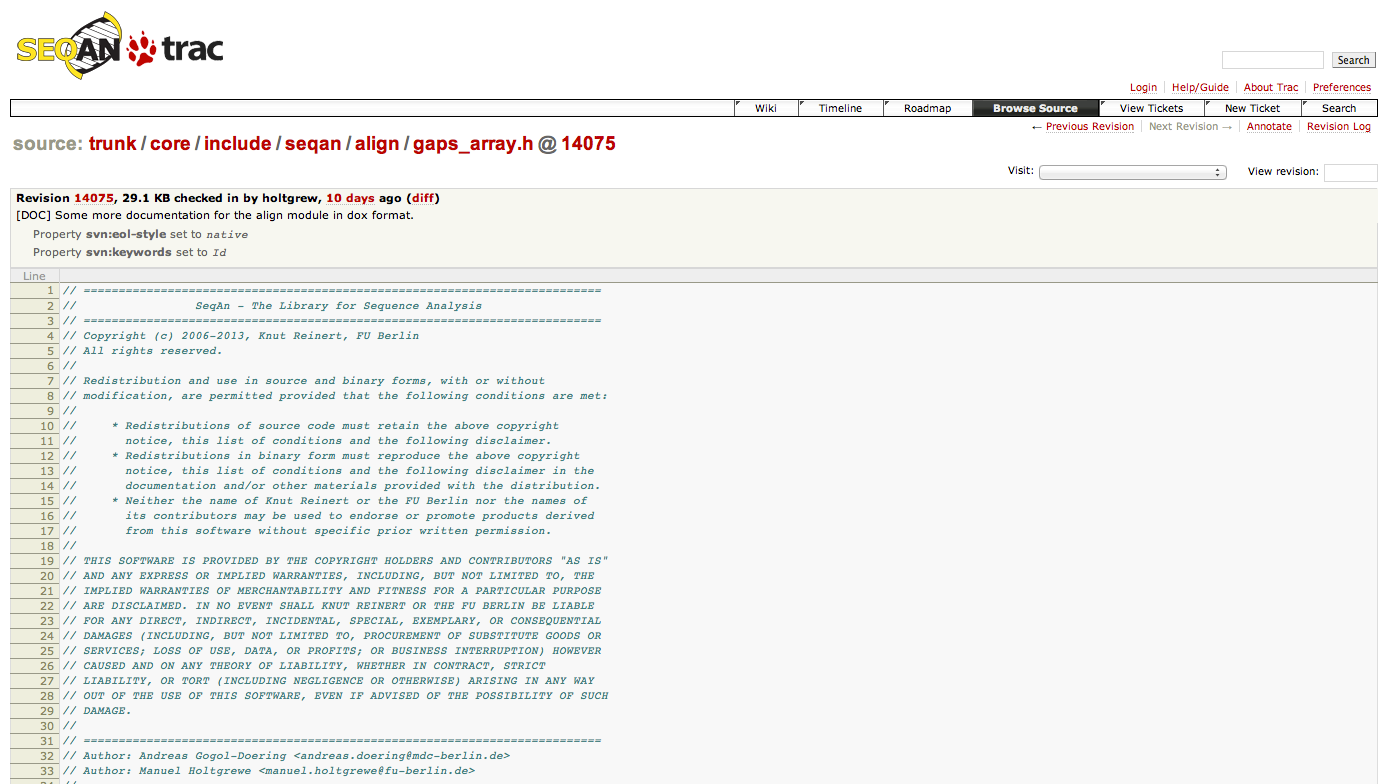 SEQAN trac
Search
Login Help/Guide About Trac Preferences
Wiki Timeline Roadmap Browse Source View Tickets New Ticket Search
← Previous Revision Next Revision → Annotate Revision Log
source: trunk / core / include / seqan / align / gaps_array.h @ 14075
Visit: View revision:
Revision 14075, 29.1 KB checked in by holtgrew, 10 days ago (diff)
[DOC] Some more documentation for the align module in dox format.
Property svn:eol-style set to native
Property svn:keywords set to Id
Line
1 // ==========================================================================
2 //                 SeqAn - The Library for Sequence Analysis
3 // ==========================================================================
4 // Copyright (c) 2006-2013, Knut Reinert, FU Berlin
5 // All rights reserved.
6 //
7 // Redistribution and use in source and binary forms, with or without
8 // modification, are permitted provided that the following conditions are met:
9 //
10 //     * Redistributions of source code must retain the above copyright
11 //       notice, this list of conditions and the following disclaimer.
12 //     * Redistributions in binary form must reproduce the above copyright
13 //       notice, this list of conditions and the following disclaimer in the
14 //       documentation and/or other materials provided with the distribution.
15 //     * Neither the name of Knut Reinert or the FU Berlin nor the names of
16 //       its contributors may be used to endorse or promote products derived
17 //       from this software without specific prior written permission.
18 //
19 // THIS SOFTWARE IS PROVIDED BY THE COPYRIGHT HOLDERS AND CONTRIBUTORS "AS IS"
20 // AND ANY EXPRESS OR IMPLIED WARRANTIES, INCLUDING, BUT NOT LIMITED TO, THE
21 // IMPLIED WARRANTIES OF MERCHANTABILITY AND FITNESS FOR A PARTICULAR PURPOSE
22 // ARE DISCLAIMED. IN NO EVENT SHALL KNUT REINERT OR THE FU BERLIN BE LIABLE
23 // FOR ANY DIRECT, INDIRECT, INCIDENTAL, SPECIAL, EXEMPLARY, OR CONSEQUENTIAL
24 // DAMAGES (INCLUDING, BUT NOT LIMITED TO, PROCUREMENT OF SUBSTITUTE GOODS OR
25 // SERVICES; LOSS OF USE, DATA, OR PROFITS; OR BUSINESS INTERRUPTION) HOWEVER
26 // CAUSED AND ON ANY THEORY OF LIABILITY, WHETHER IN CONTRACT, STRICT
27 // LIABILITY, OR TORT (INCLUDING NEGLIGENCE OR OTHERWISE) ARISING IN ANY WAY
28 // OUT OF THE USE OF THIS SOFTWARE, EVEN IF ADVISED OF THE POSSIBILITY OF SUCH
29 // DAMAGE.
30 //
31 // ==========================================================================
32 // Author: Andreas Gogol-Doering <andreas.doering@mdc-berlin.de>
33 // Author: Manuel Holtgrewe <manuel.holtgrewe@fu-berlin.de>